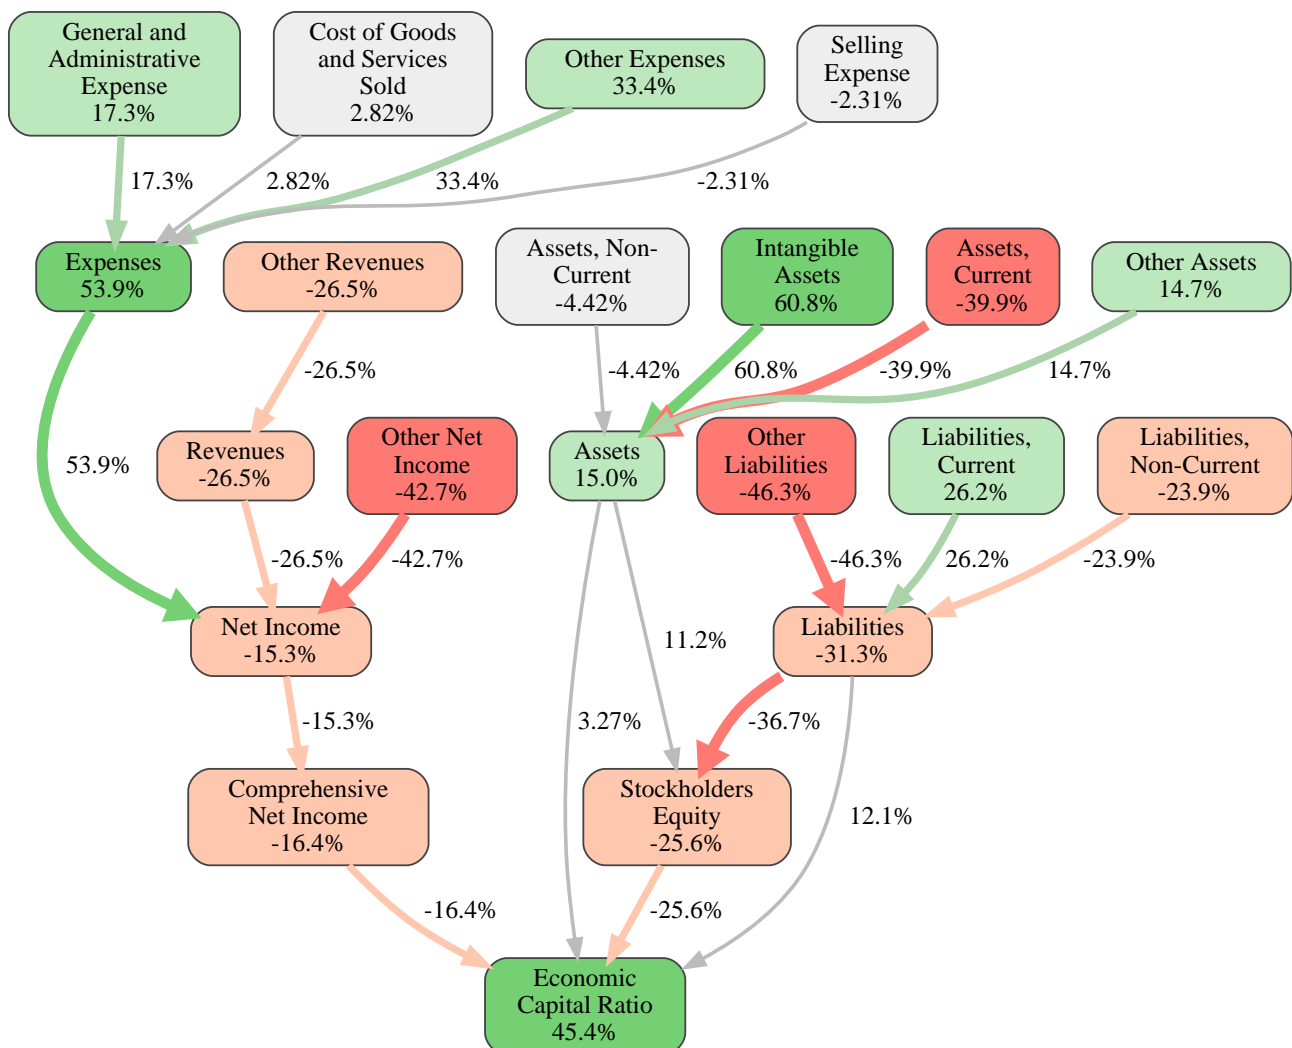 General and
Administrative
Expense
17.3%
Cost of Goods
and Services
Sold
2.82%
Other Expenses
33.4%
Selling
Expense
-2.31%
17.3%
2.82%
33.4%
-2.31%
Expenses
53.9%
Other Revenues
-26.5%
Assets, Non-
Current
-4.42%
Intangible
Assets
60.8%
Assets,
Current
-39.9%
Other Assets
14.7%
-26.5%
-4.42%
60.8%
-39.9%
14.7%
53.9%
Revenues
-26.5%
Other Net
Income
-42.7%
Assets
15.0%
Other
Liabilities
-46.3%
Liabilities,
Current
26.2%
Liabilities,
Non-Current
-23.9%
-26.5%
-42.7%
-46.3%
26.2%
-23.9%
Net Income
-15.3%
11.2%
Liabilities
-31.3%
-15.3%
3.27%
-36.7%
Comprehensive
Net Income
-16.4%
Stockholders
Equity
-25.6%
12.1%
-16.4%
-25.6%
Economic
Capital Ratio
45.4%